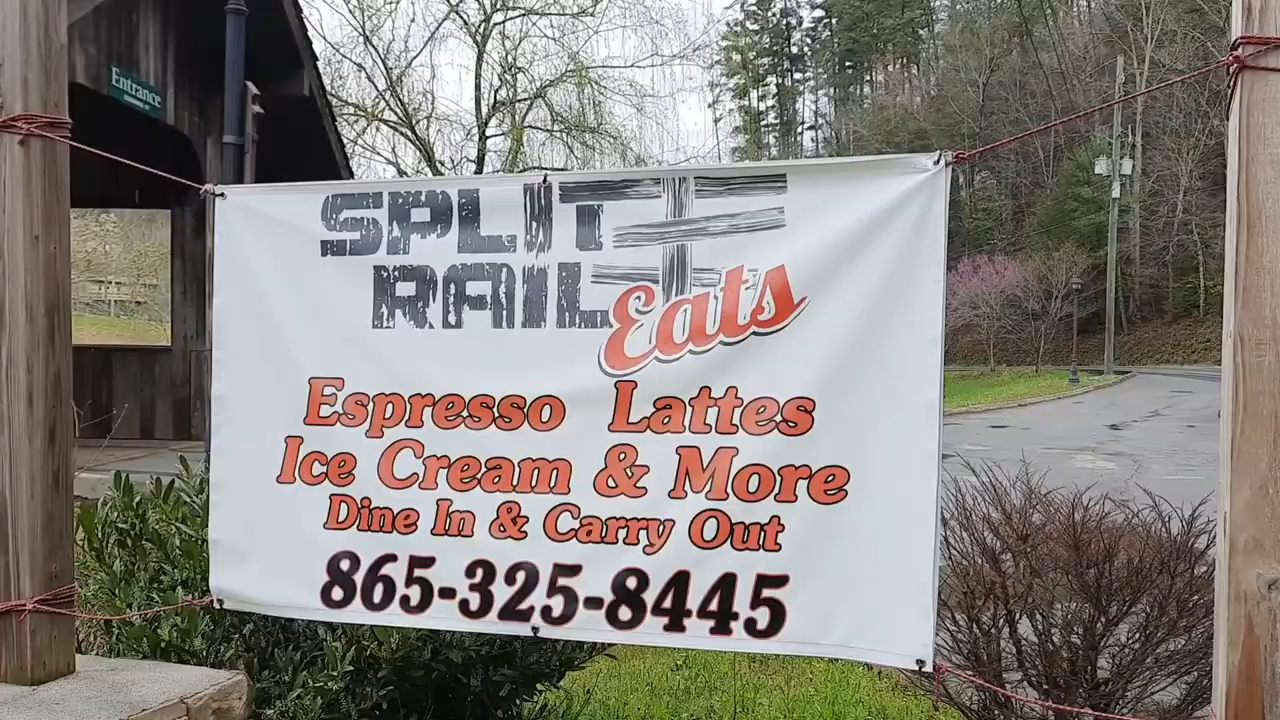 Entrance
SPLIT
RAIL
Eats
Espresso Lattes
Ice Cream & More
Dine In & Carry Out
865-325-8445